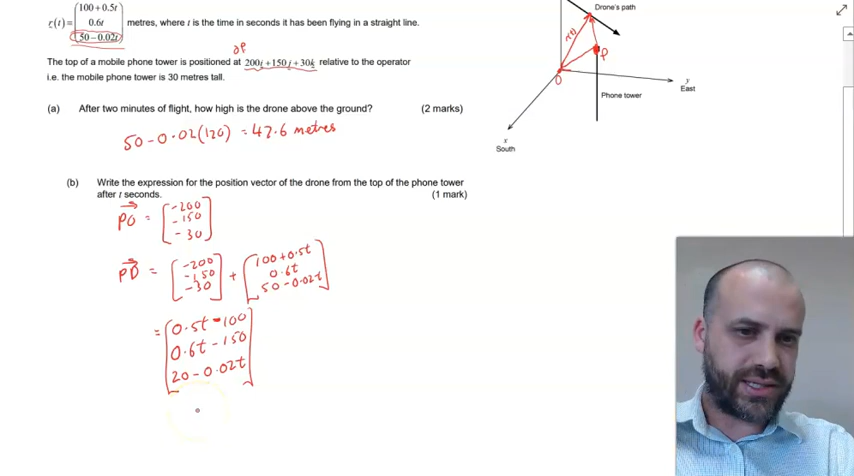 100 + 0.5t
r(t) = 0.6t metres, where t is the time in seconds it has been flying in a straight line.
50 – 0.02t
OP
The top of a mobile phone tower is positioned at 200i + 150j + 30k relative to the operator
i.e. the mobile phone tower is 30 metres tall.
(a) After two minutes of flight, how high is the drone above the ground? (2 marks)
50 - 0.02(120) = 47.6 metres
(b) Write the expression for the position vector of the drone from the top of the phone tower
after t seconds. (1 mark)
PO = [-200
-150
-30]
PD = [-200
-150
-30] + [100 + 0.5t
0.6t
50 - 0.02t]
= [0.5t - 100
0.6t - 150
20 - 0.02t]
Drone's path
r(t)
P
O
y
East
Phone tower
x
South